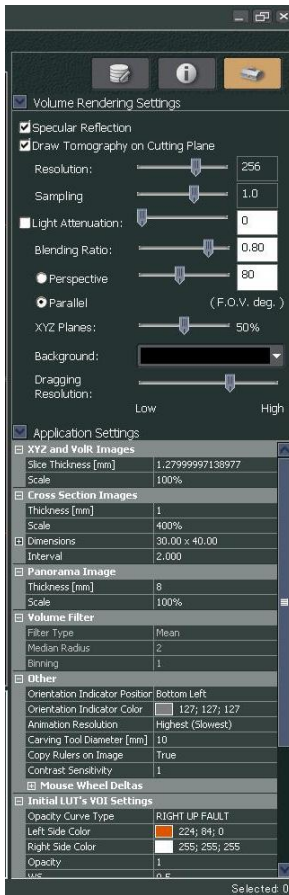 Volume Rendering Settings
Specular Reflection
Draw Tomography on Cutting Plane
Resolution: 256
Sampling 1.0
Light Attenuation: 0
Blending Ratio: 0.80
Perspective 80
Parallel (F.O.V. deg. )
XYZ Planes: 50%
Background:
Dragging
Resolution:
Low High
Application Settings
XYZ and VolR Images
Slice Thickness [mm] 1.27999997138977
Scale 100%
Cross Section Images
Thickness [mm] 1
Scale 400%
Dimensions 30.00 x 40.00
Interval 2.000
Panorama Image
Thickness [mm] 8
Scale 100%
Volume Filter
Filter Type Mean
Median Radius 2
Binning 1
Other
Orientation Indicator Position Bottom Left
Orientation Indicator Color 127; 127; 127
Animation Resolution Highest (Slowest)
Carving Tool Diameter [mm] 10
Copy Rulers on Image True
Contrast Sensitivity 1
Mouse Wheel Deltas
Initial LUT's VOI Settings
Opacity Curve Type RIGHT UP FAULT
Left Side Color 224; 84; 0
Right Side Color 255; 255; 255
Opacity 1
WS 0.5
Selected: 0